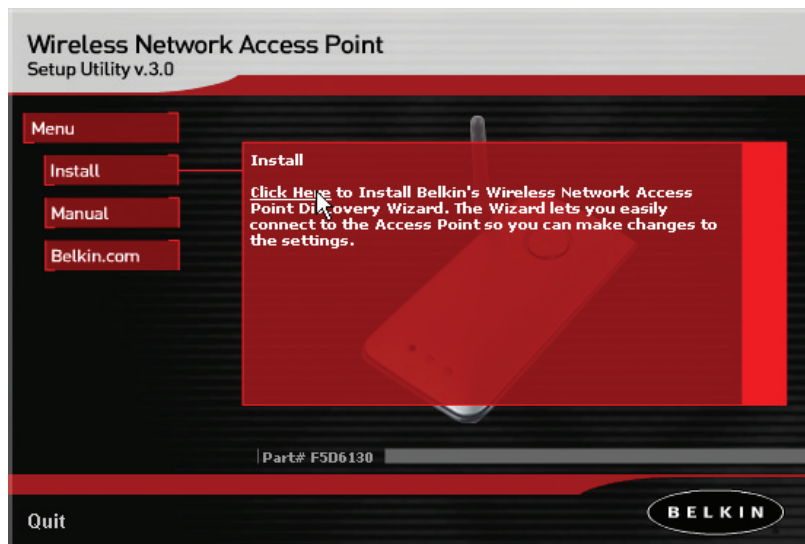 Wireless Network Access Point
Setup Utility v.3.0
Menu
Install
Manual
Belkin.com
Install
Click Here to Install Belkin's Wireless Network Access
Point Discovery Wizard. The Wizard lets you easily
connect to the Access Point so you can make changes to
the settings.
Part# F5D6130
Quit
BELKIN